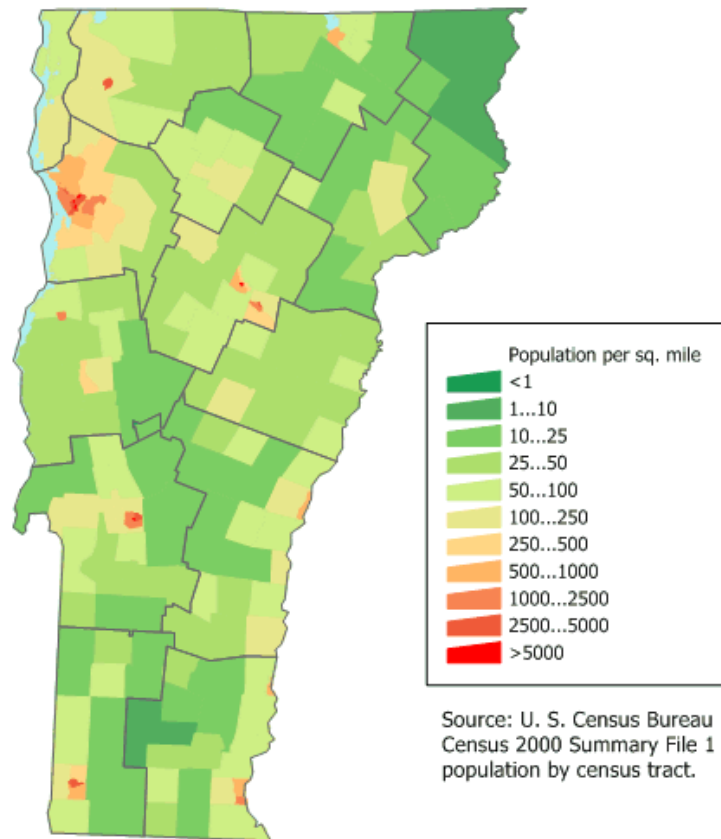 Population per sq. mile
<1
1...10
10...25
25...50
50...100
100...250
250...500
500...1000
1000...2500
2500...5000
>5000
Source: U. S. Census Bureau
Census 2000 Summary File 1
population by census tract.